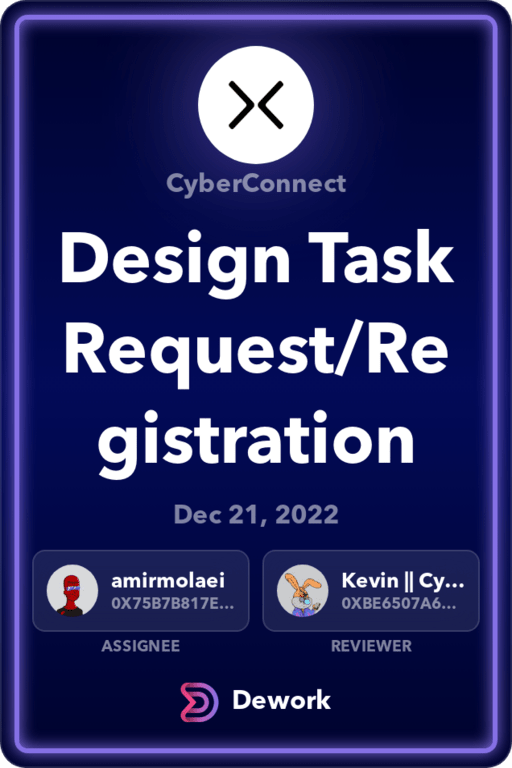 CyberConnect
Design Task
Request/Re
gistration
Dec 21, 2022
amirmolaei
0X75B7B817E...
Kevin || Cy...
0XBE6507A6...
ASSIGNEE
REVIEWER
Dework